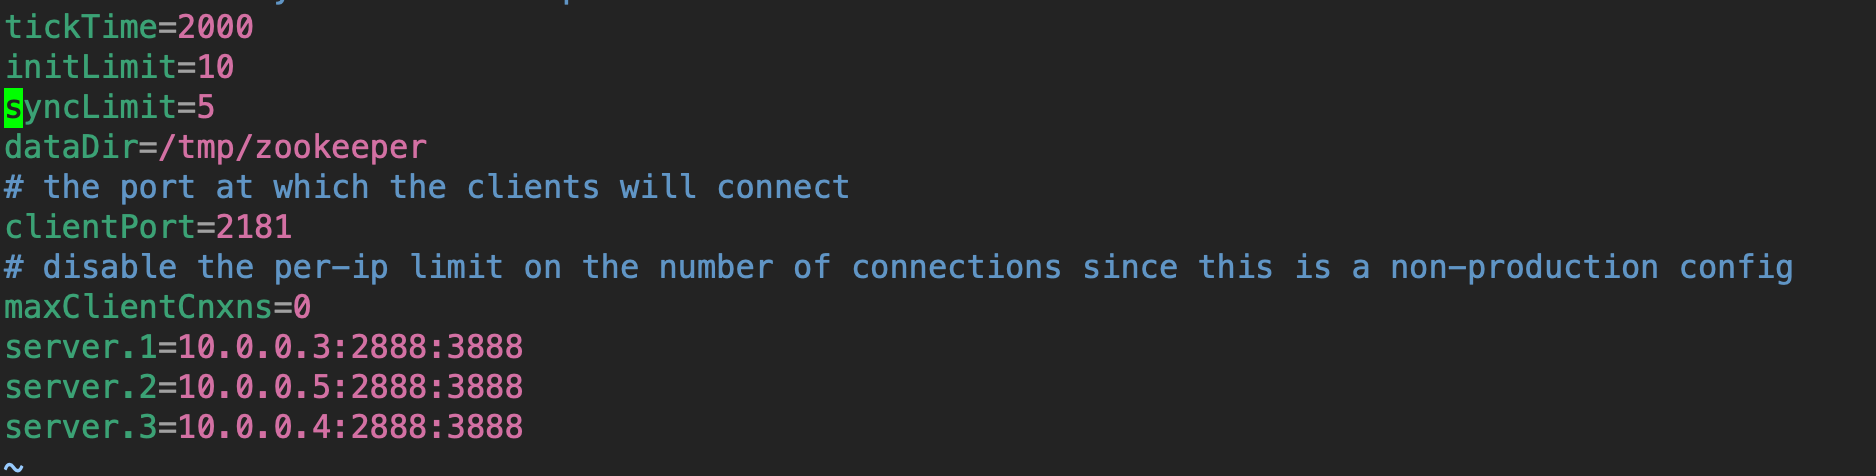 tickTime=2000
initLimit=10
syncLimit=5
dataDir=/tmp/zookeeper
# the port at which the clients will connect
clientPort=2181
# disable the per-ip limit on the number of connections since this is a non-production config
maxClientCnxns=0
server.1=10.0.0.3:2888:3888
server.2=10.0.0.5:2888:3888
server.3=10.0.0.4:2888:3888
~